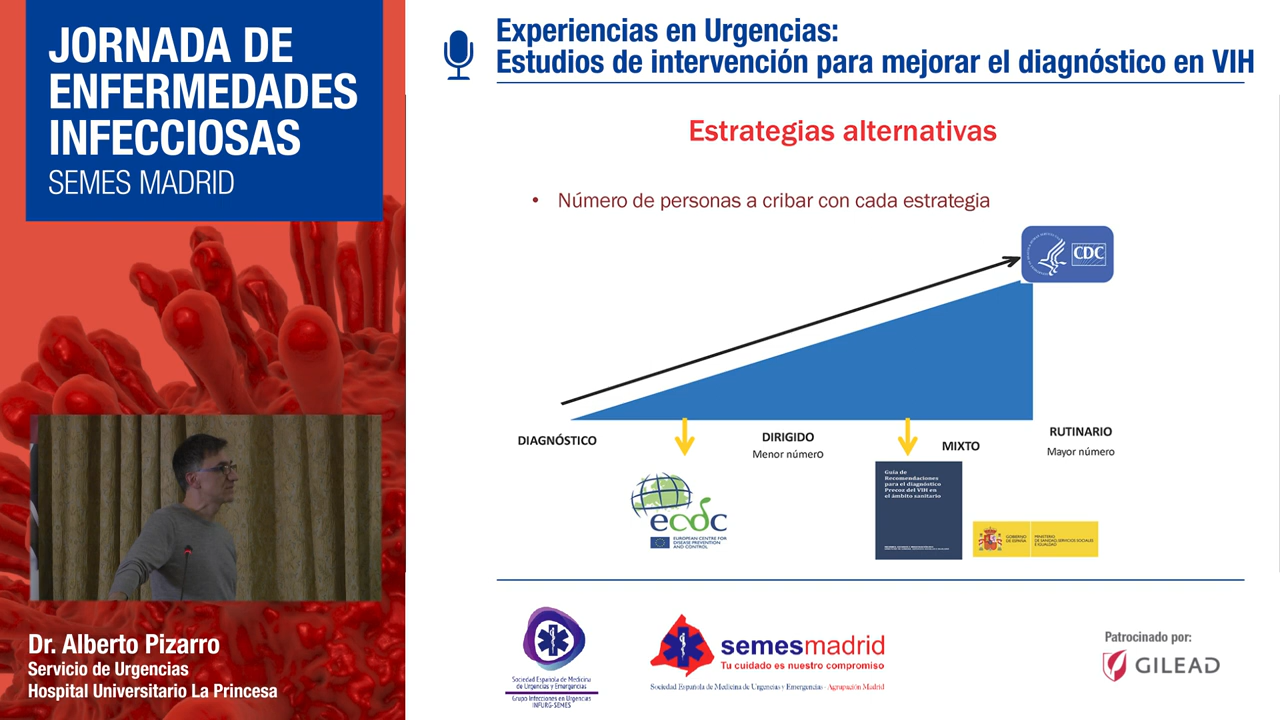 JORNADA DE
ENFERMEDADES
INFECCIOSAS
SEMES MADRID
Experiencias en Urgencias:
Estudios de intervención para mejorar el diagnóstico en VIH
Estrategias alternativas
• Número de personas a cribar con cada estrategia
CDC
DIAGNÓSTICO
DIRIGIDO
Menor número
MIXTO
RUTINARIO
Mayor número
ecdc
EUROPEAN CENTRE FOR
DISEASE PREVENTION
AND CONTROL
Guía de
Recomendaciones
para el diagnóstico
Precoz del VIH en
el ámbito sanitario
GOBIERNO
DE ESPAÑA
MINISTERIO
DE SANIDAD, SERVICIOS SOCIALES
E IGUALDAD
Dr. Alberto Pizarro
Servicio de Urgencias
Hospital Universitario La Princesa
Sociedad Española de Medicina
de Urgencias y Emergencias
Grupo Infecciones en Urgencias
INFURG-SEMES
semesmadrid
Tu cuidado es nuestro compromiso
Sociedad Española de Medicina de Urgencias y Emergencias - Agrupación Madrid
Patrocinado por:
GILEAD